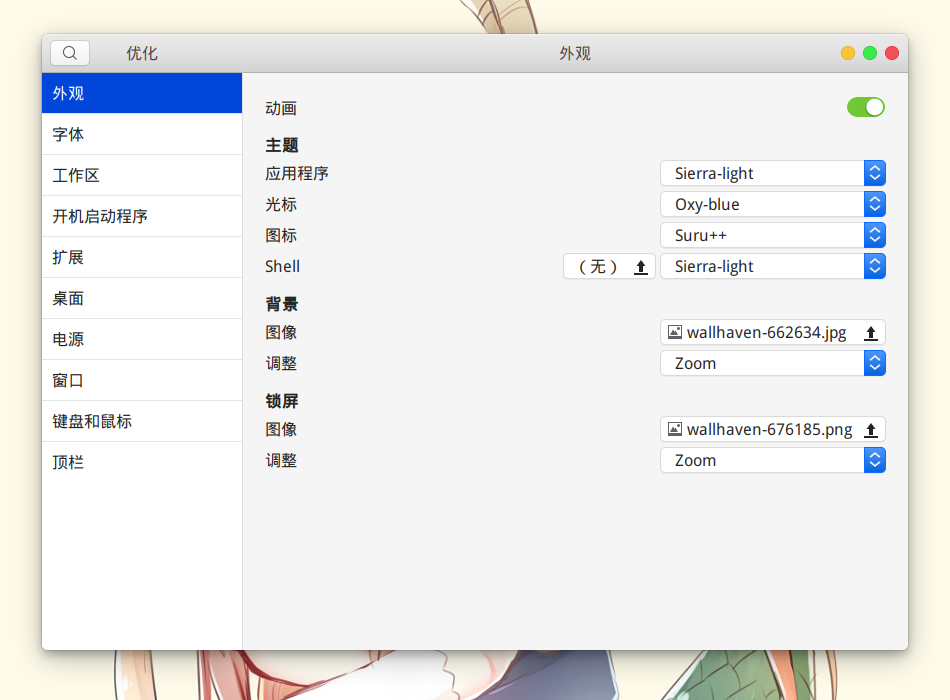 优化 外观
外观
字体
工作区
开机启动程序
扩展
桌面
电源
窗口
键盘和鼠标
顶栏
动画
主题
应用程序 Sierra-light
光标 Oxy-blue
图标 Suru++
Shell （无） Sierra-light
背景
图像 wallhaven-662634.jpg
调整 Zoom
锁屏
图像 wallhaven-676185.png
调整 Zoom